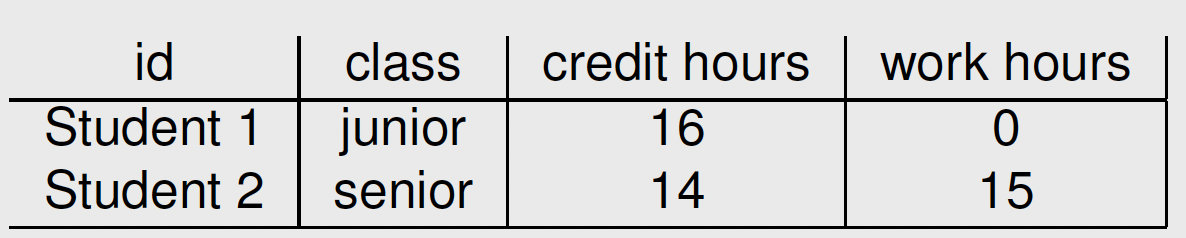 id class credit hours work hours
Student 1 junior 16 0
Student 2 senior 14 15